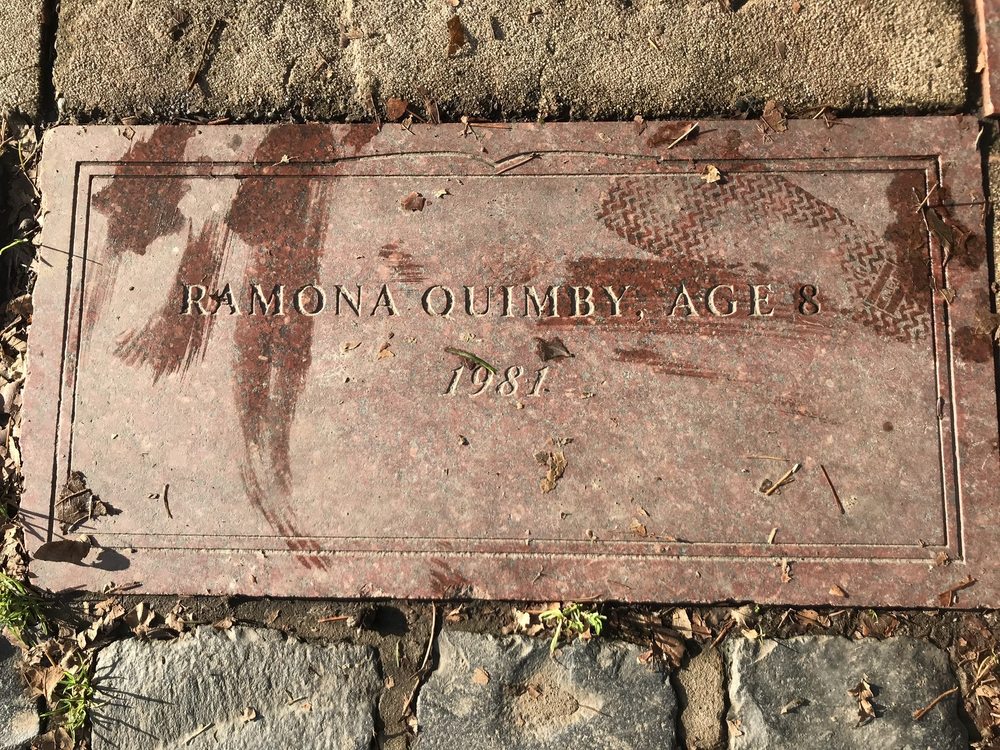 RAMONA QUIMBY, AGE 8
1981